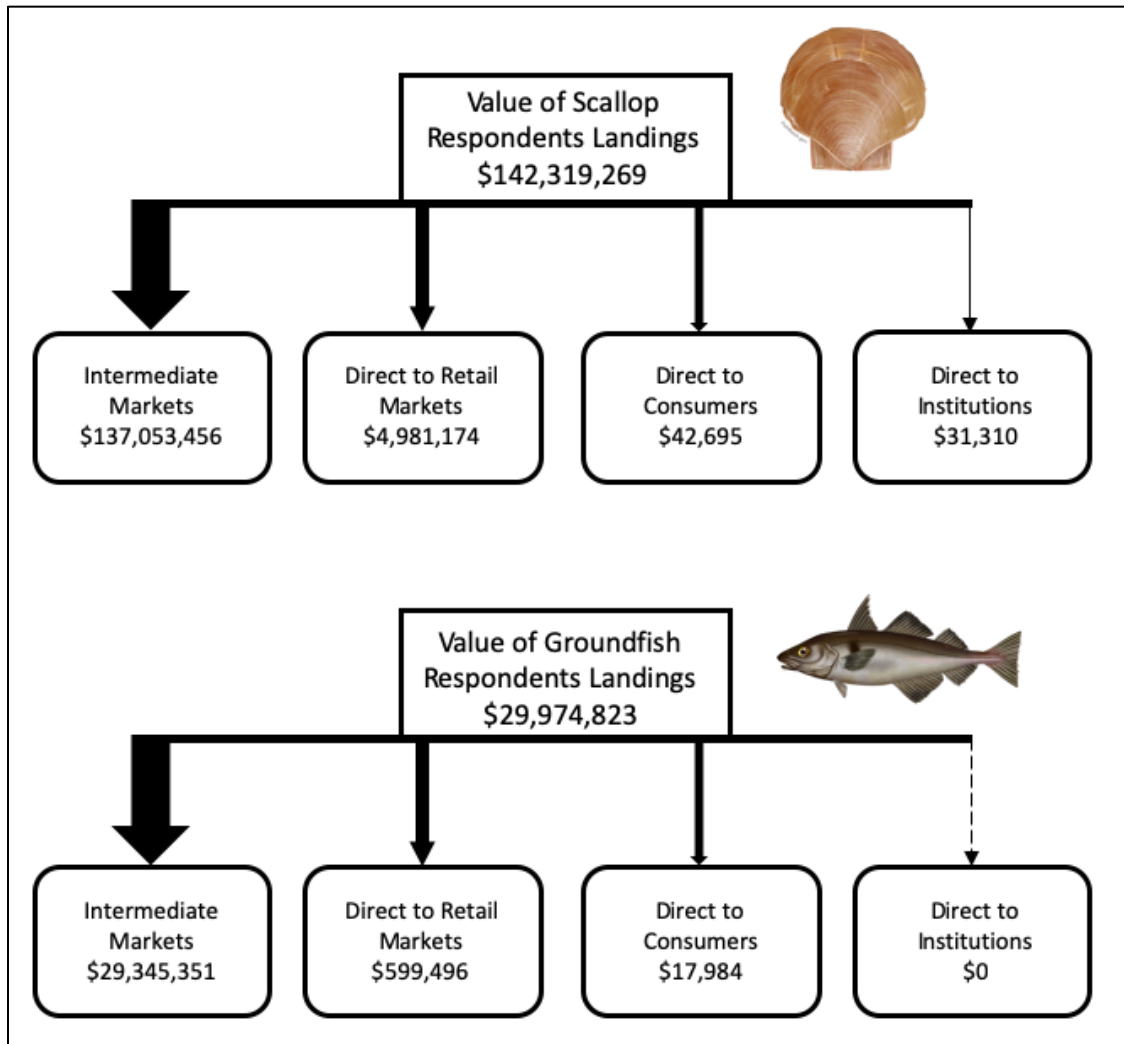 Value of Scallop
Respondents Landings
$142,319,269
Intermediate
Markets
$137,053,456
Direct to Retail
Markets
$4,981,174
Direct to
Consumers
$42,695
Direct to
Institutions
$31,310
Value of Groundfish
Respondents Landings
$29,974,823
Intermediate
Markets
$29,345,351
Direct to Retail
Markets
$599,496
Direct to
Consumers
$17,984
Direct to
Institutions
$0